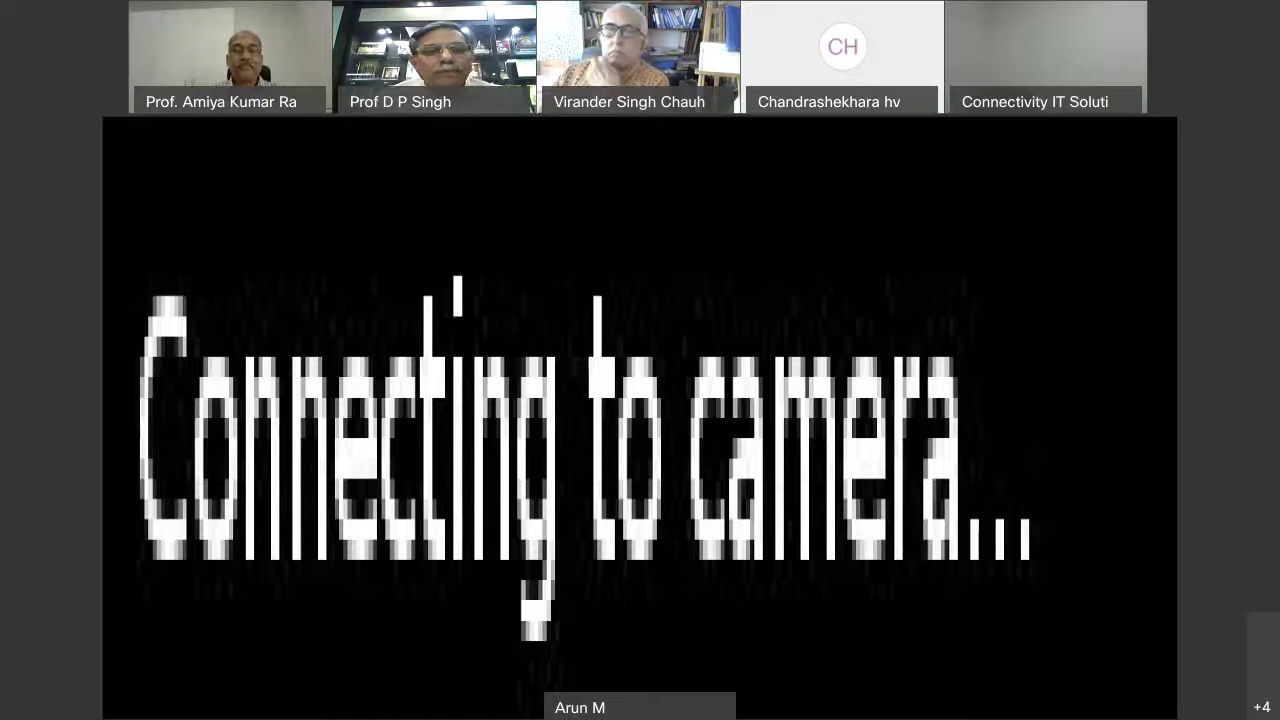 Prof. Amiya Kumar Ra
Prof D P Singh
Virander Singh Chauh
CH
Chandrashekhara hv
Connectivity IT Soluti
Connecting to camera...
Arun M
+4